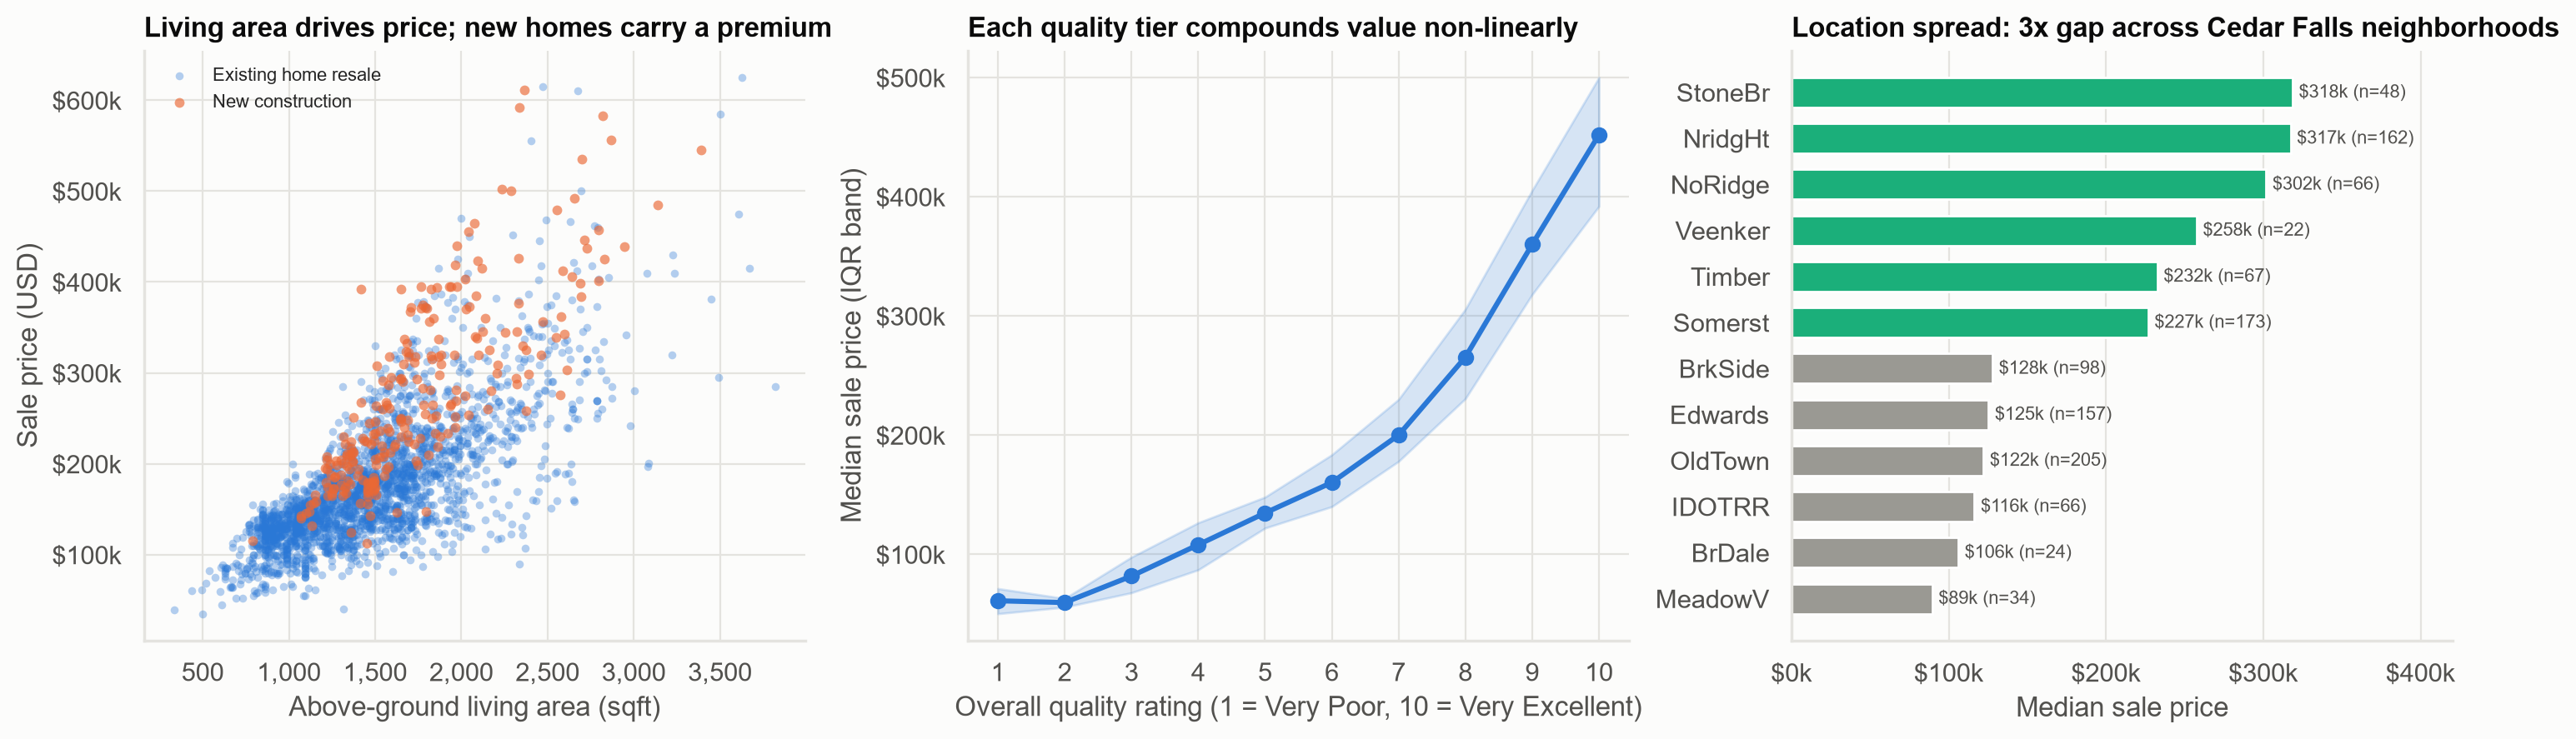 Living area drives price; new homes carry a premium
Existing home resale
New construction
$600k
$500k
$400k
$300k
$200k
$100k
Sale price (USD)
500 1,000 1,500 2,000 2,500 3,000 3,500
Above-ground living area (sqft)
Each quality tier compounds value non-linearly
$500k
$400k
$300k
$200k
$100k
Median sale price (IQR band)
1 2 3 4 5 6 7 8 9 10
Overall quality rating (1 = Very Poor, 10 = Very Excellent)
Location spread: 3x gap across Cedar Falls neighborhoods
StoneBr $318k (n=48)
NridgHt $317k (n=162)
NoRidge $302k (n=66)
Veenker $258k (n=22)
Timber $232k (n=67)
Somerst $227k (n=173)
BrkSide $128k (n=98)
Edwards $125k (n=157)
OldTown $122k (n=205)
IDOTRR $116k (n=66)
BrDale $106k (n=24)
MeadowV $89k (n=34)
$0k $100k $200k $300k $400k
Median sale price